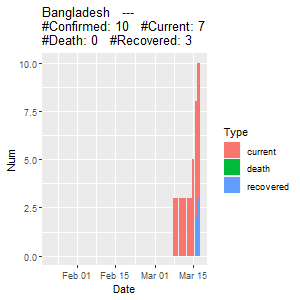 Bangladesh   ---
#Confirmed: 10   #Current: 7
#Death: 0   #Recovered: 3
10.0
7.5
5.0
2.5
0.0
Num
Feb 01
Feb 15
Mar 01
Mar 15
Date
Type
current
death
recovered